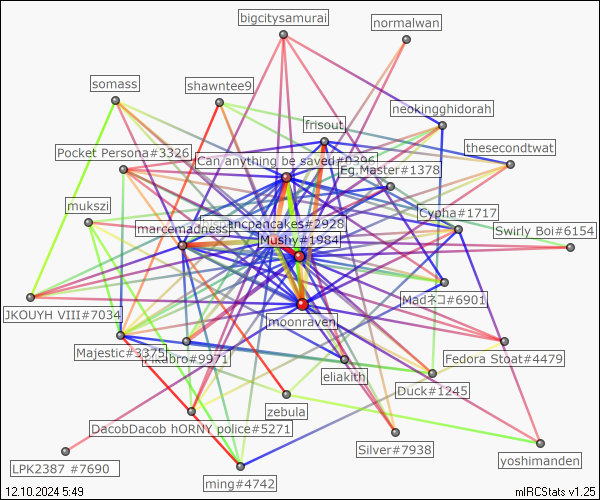 bigcitysamurai
normalwan
somass
shawntee9
neokingghidorah
frisout
thesecondtwat
Pocket Persona#3326
Can anything be saved#0396
Eg.Master#1378
mukszi
Cypha#1717
marcemadness
pancakes#2928
Swirly Boi#6154
Mushy#1984
Madネコ#6901
JKOUYH VIII#7034
moonraven
Majestic#3375
#9971
Fedora Stoat#4479
eliakith
Duck#1245
zebula
DacobDacob hORNY police#5271
Silver#7938
yoshimanden
LPK2387 #7690
ming#4742
12.10.2024 5:49
mIRCStats v1.25